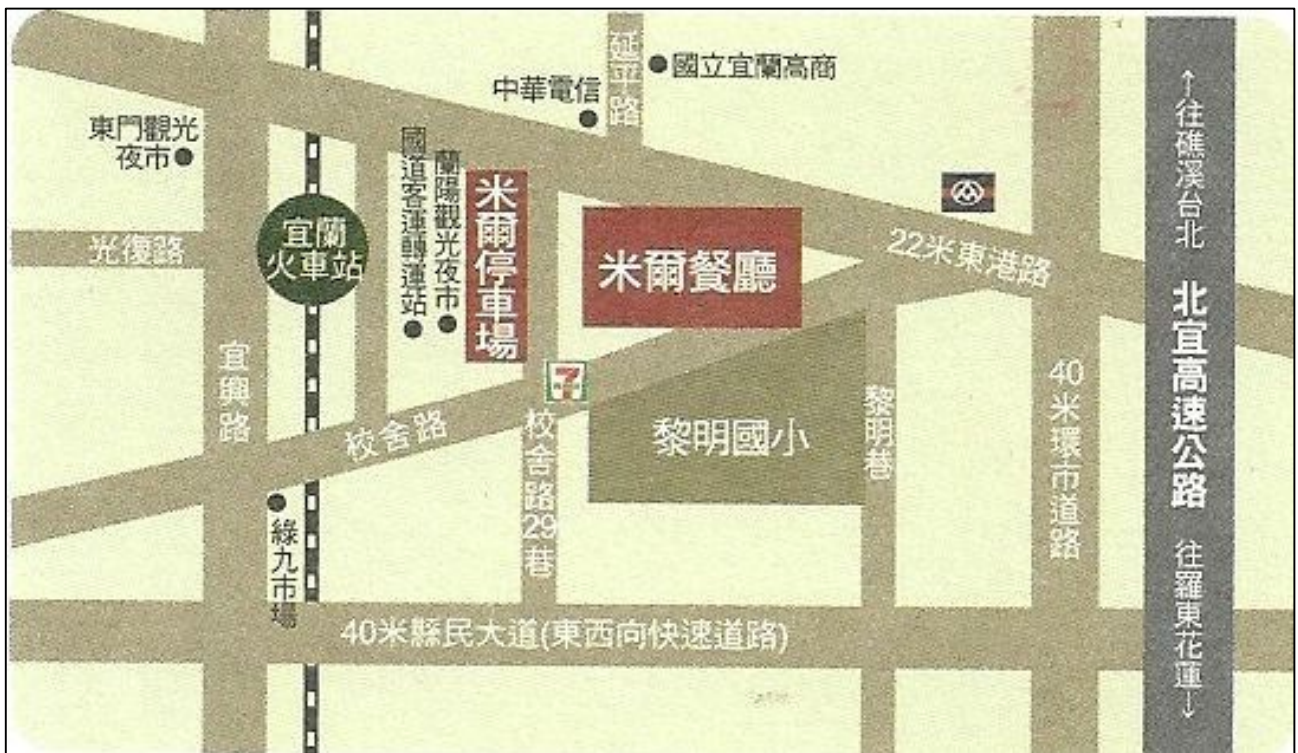 延平路
國立宜蘭高商
中華電信
東門觀光
夜市
國道客運轉運站
蘭陽觀光夜市
米爾停車場
米爾餐廳
宜蘭
火車站
光復路
22米東港路
↑往礁溪台北
北宜高速公路
往羅東花蓮↓
宜興路
校舍路
7
校舍路29巷
黎明國小
黎明巷
40米環市道路
綠九市場
40米縣民大道(東西向快速道路)